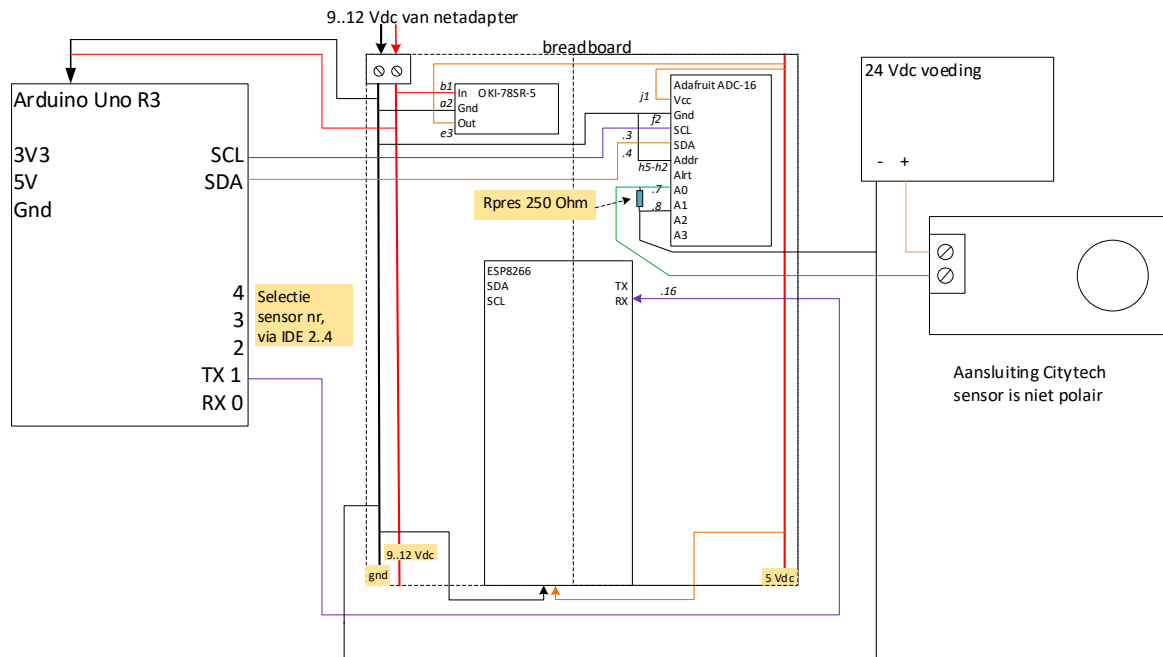 9..12 Vdc van netadapter
breadboard
Arduino Uno R3
3V3
5V
Gnd
SCL
SDA
4
3
2
TX 1
RX 0
Selectie
sensor nr,
via IDE 2..4
b1
a2
e3
In OKI-78SR-5
Gnd
Out
Adafruit ADC-16
j1
Vcc
Gnd
f2
SCL
.3
SDA
.4
Addr
h5-h2
Alrt
.7
A0
.8
A1
A2
A3
Rpres 250 Ohm
24 Vdc voeding
- +
ESP8266
SDA
SCL
TX
RX
.16
Aansluiting Citytech
sensor is niet polair
9..12 Vdc
gnd
5 Vdc